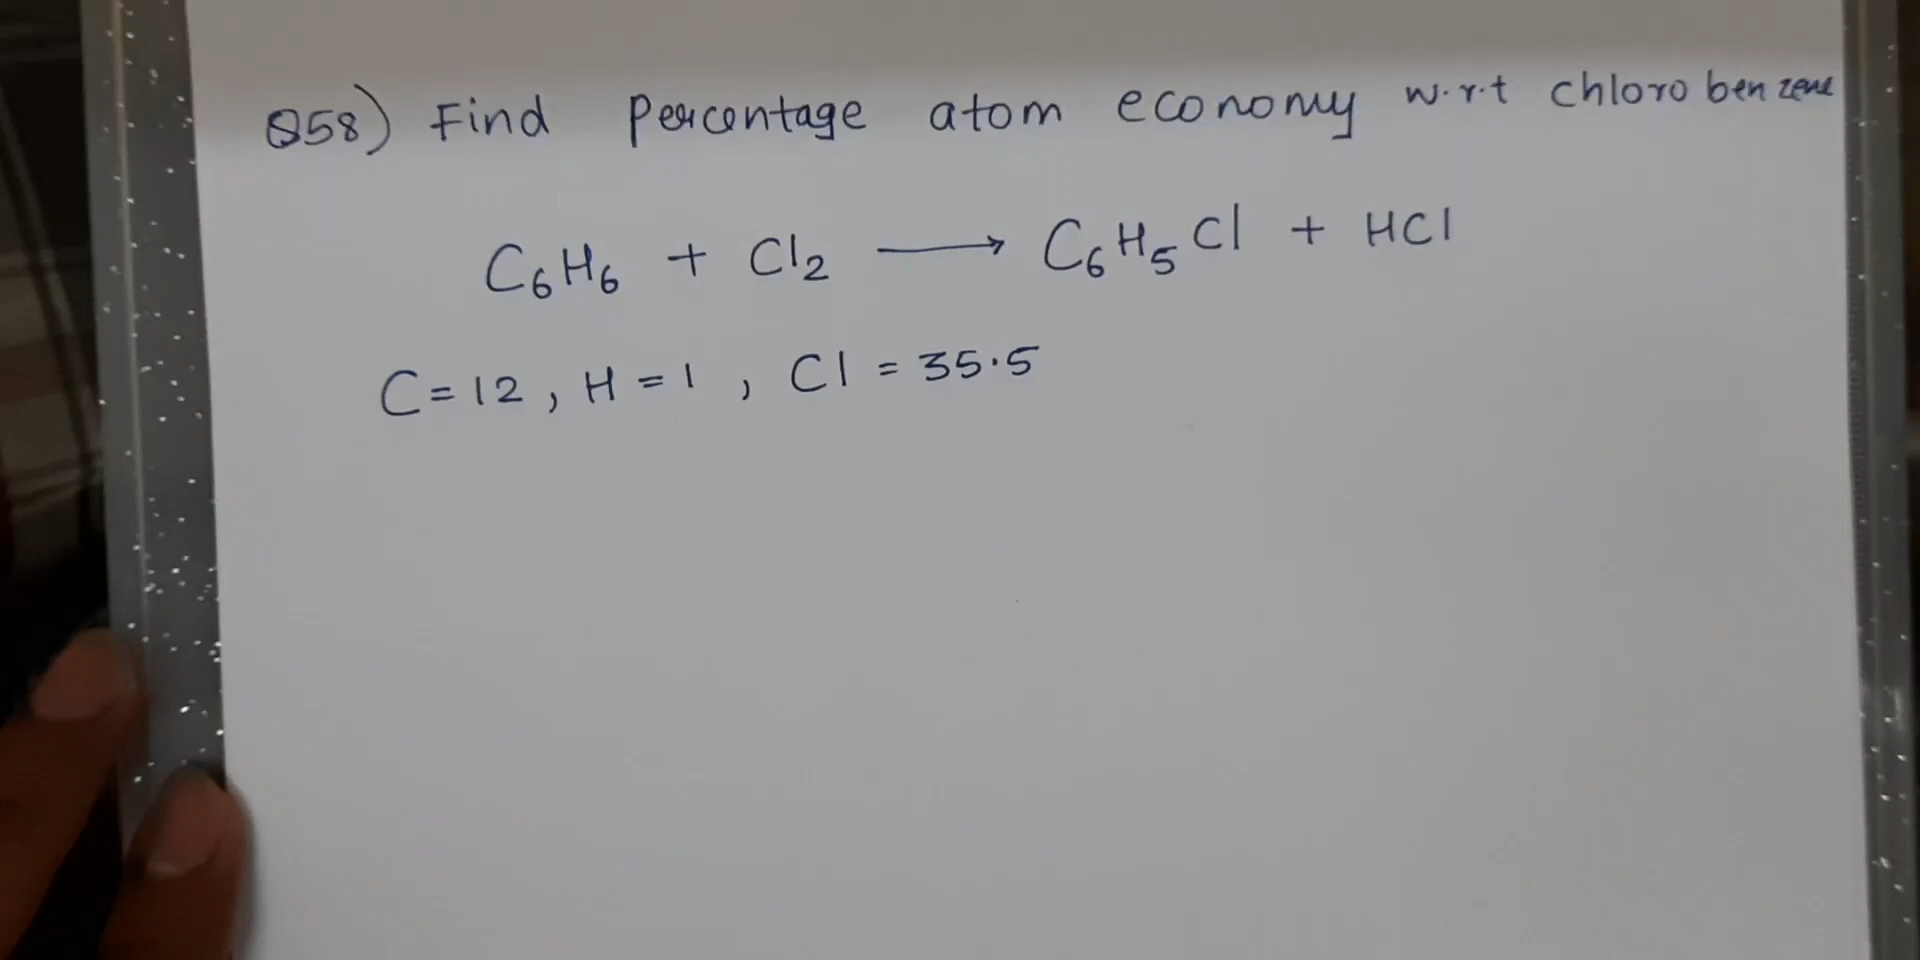 Q58) Find Percentage atom economy w.r.t chlorobenzene
C₆H₆ + Cl₂ ⟶ C₆H₅Cl + HCl
C=12, H=1, Cl = 35.5